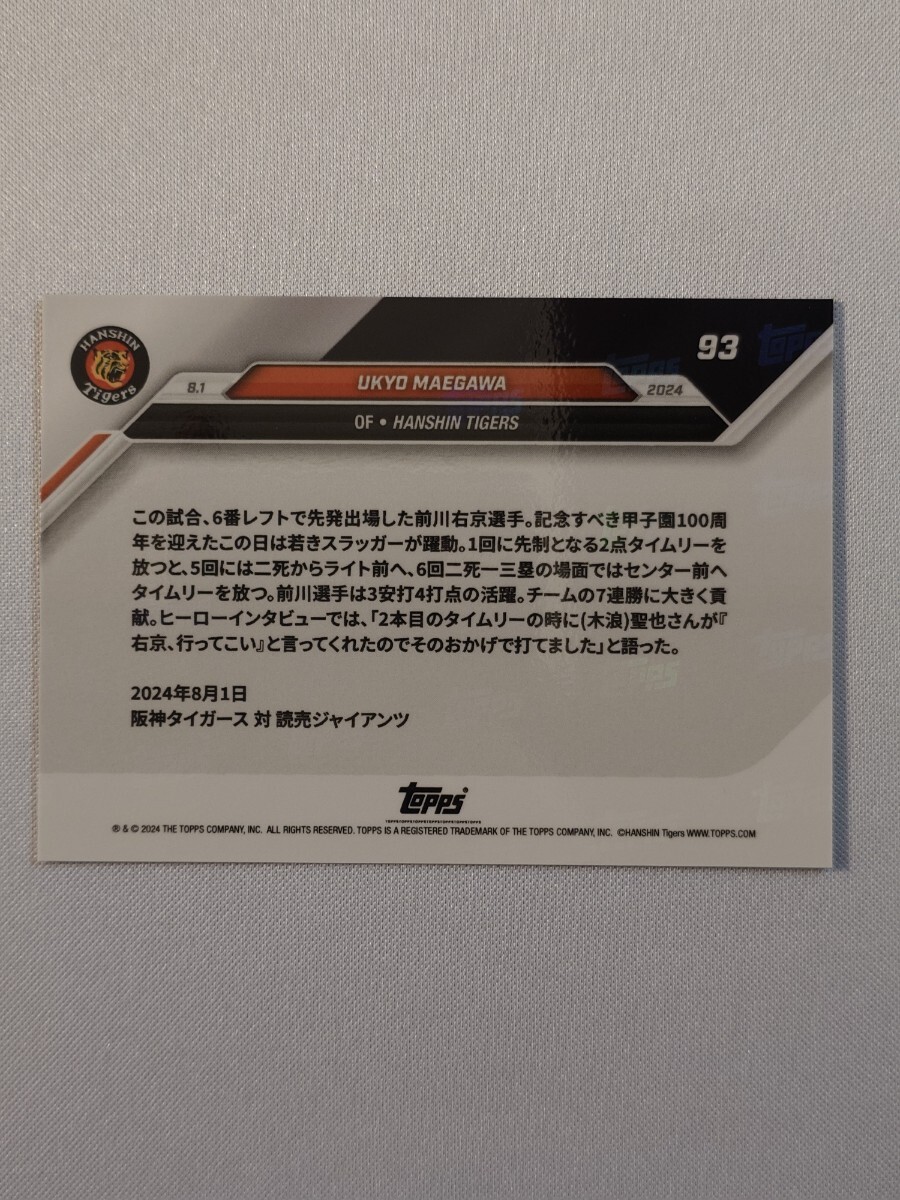 HANSHIN
Tigers
93
8.1
UKYO MAEGAWA
2024
OF • HANSHIN TIGERS
この試合、6番レフトで先発出場した前川右京選手。記念すべき甲子園100周
年を迎えたこの日は若きスラッガーが躍動。1回に先制となる2点タイムリーを
放つと、5回には二死からライト前へ、6回二死一三塁の場面ではセンター前へ
タイムリーを放つ。前川選手は3安打4打点の活躍。チームの7連勝に大きく貢
献。ヒーローインタビューでは、「2本目のタイムリーの時に(木浪)聖也さんが『
右京、行ってこい』と言ってくれたのでそのおかげで打てました」と語った。
2024年8月1日
阪神タイガース 対 読売ジャイアンツ
topps
® & © 2024 THE TOPPS COMPANY, INC. ALL RIGHTS RESERVED. TOPPS IS A REGISTERED TRADEMARK OF THE TOPPS COMPANY, INC. ©HANSHIN Tigers WWW.TOPPS.COM